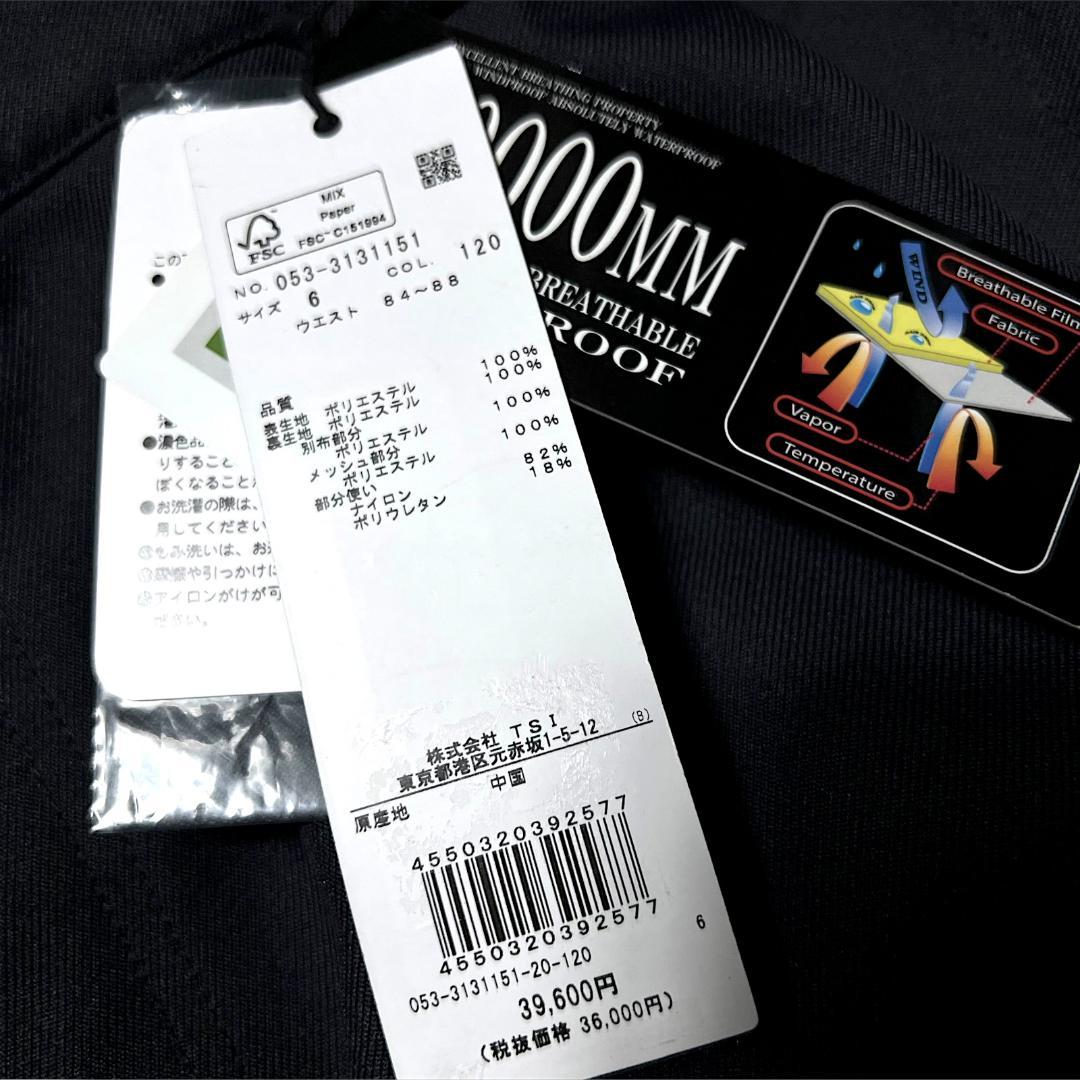 MIX
Paper
FSC™ C151994
FSC™
NO. 053-3131151 COL. 120
サイズ 6
ウエスト 84~88
品質
表生地 ポリエステル 100%
裏生地 ポリエステル 100%
別布部分
ポリエステル 100%
メッシュ部分
ポリエステル 100%
部分使い
ナイロン 82%
ポリウレタン 18%
株式会社 TSI (B)
東京都港区元赤坂1-5-12
原産地 中国
4550320392577
4550320392577
6
053-3131151-20-120
39,600円
(税抜価格 36,000円)
この
●
●濃色
りすること
ぽくなること
●お洗濯の際は、
用してください
もみ洗いは、お
や引っかけに
アイロンがけが可
ださい。
EXCELLENT BREATHING PROPERTY
WINDPROOF ABSOLUTELY WATERPROOF
000MM
BREATHABLE
ROOF
WIND
Breathable Film
Fabric
Vapor
Temperature